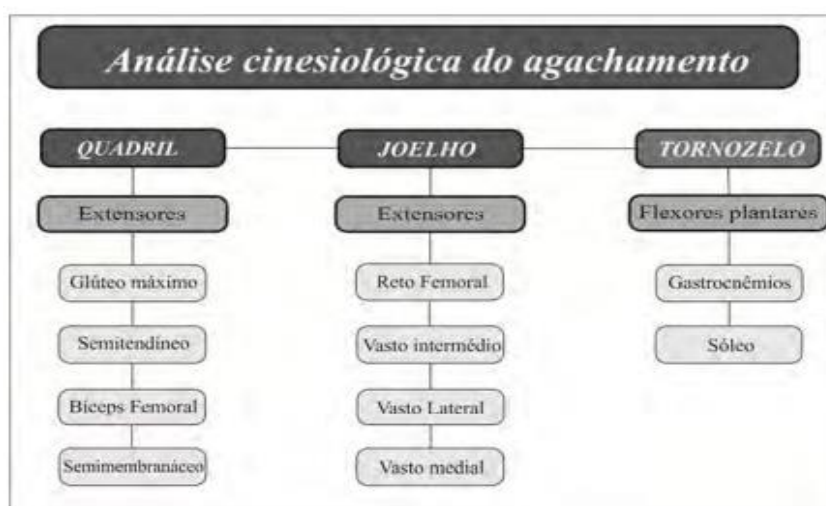 Análise cinesiológica do agachamento
QUADRIL
JOELHO
TORNOZELO
Extensores
Extensores
Flexores plantares
Glúteo máximo
Reto Femoral
Gastrocnêmios
Semitendíneo
Vasto intermédio
Sóleo
Bíceps Femoral
Vasto Lateral
Semimembranáceo
Vasto medial